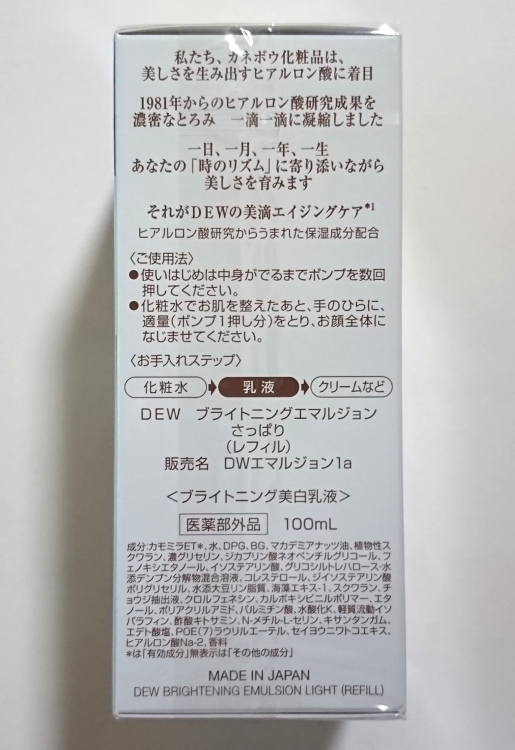 私たち、カネボウ化粧品は、
美しさを生み出すヒアルロン酸に着目
1981年からのヒアルロン酸研究成果を
濃密なとろみ 一滴一滴に凝縮しました
一日、一月、一年、一生
あなたの「時のリズム」に寄り添いながら
美しさを育みます
それがDEWの美滴エイジングケア*1
ヒアルロン酸研究からうまれた保湿成分配合
〈ご使用法〉
●使いはじめは中身がでるまでポンプを数回
押してください。
●化粧水でお肌を整えたあと、手のひらに、
適量(ポンプ1押し分)をとり、お顔全体に
なじませてください。
〈お手入れステップ〉
化粧水 乳液 クリームなど
DEW ブライトニングエマルジョン
さっぱり
(レフィル)
販売名 DWエマルジョン1a
＜ブライトニング美白乳液＞
医薬部外品 100mL
成分:カモミラET*、水、DPG、BG、マカデミアナッツ油、植物性ス
クワラン、濃グリセリン、ジカプリン酸ネオペンチルグリコール、フ
ェノキシエタノール、イソステアリン酸、グリコシルトレハロース・水
添デンプン分解物混合溶液、コレステロール、ジイソステアリン酸
ポリグリセリル、水添大豆リン脂質、海藻エキス-1、スクワラン、チ
ョウジ抽出液、クロルフェネシン、カルボキシビニルポリマー、エタ
ノール、ポリアクリルアミド、パルミチン酸、水酸化K、軽質流動イソ
パラフィン、酢酸キトサミン、N-メチル-L-セリン、キサンタンガム、
エデト酸塩、POE(7)ラウリルエーテル、セイヨウニワトコエキス、
ヒアルロン酸Na-2、香料
*は「有効成分」無表示は「その他の成分」
MADE IN JAPAN
DEW BRIGHTENING EMULSION LIGHT (REFILL)